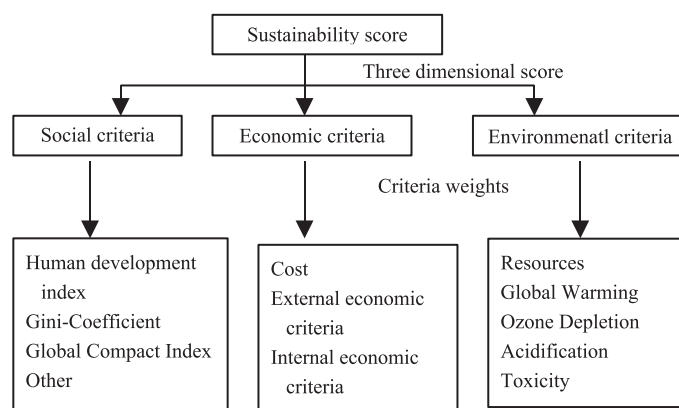 Sustainability score
Three dimensional score
Social criteria
Economic criteria
Environmenatl criteria
Criteria weights
Human development
index
Gini-Coefficient
Global Compact Index
Other
Cost
External economic
criteria
Internal economic
criteria
Resources
Global Warming
Ozone Depletion
Acidification
Toxicity